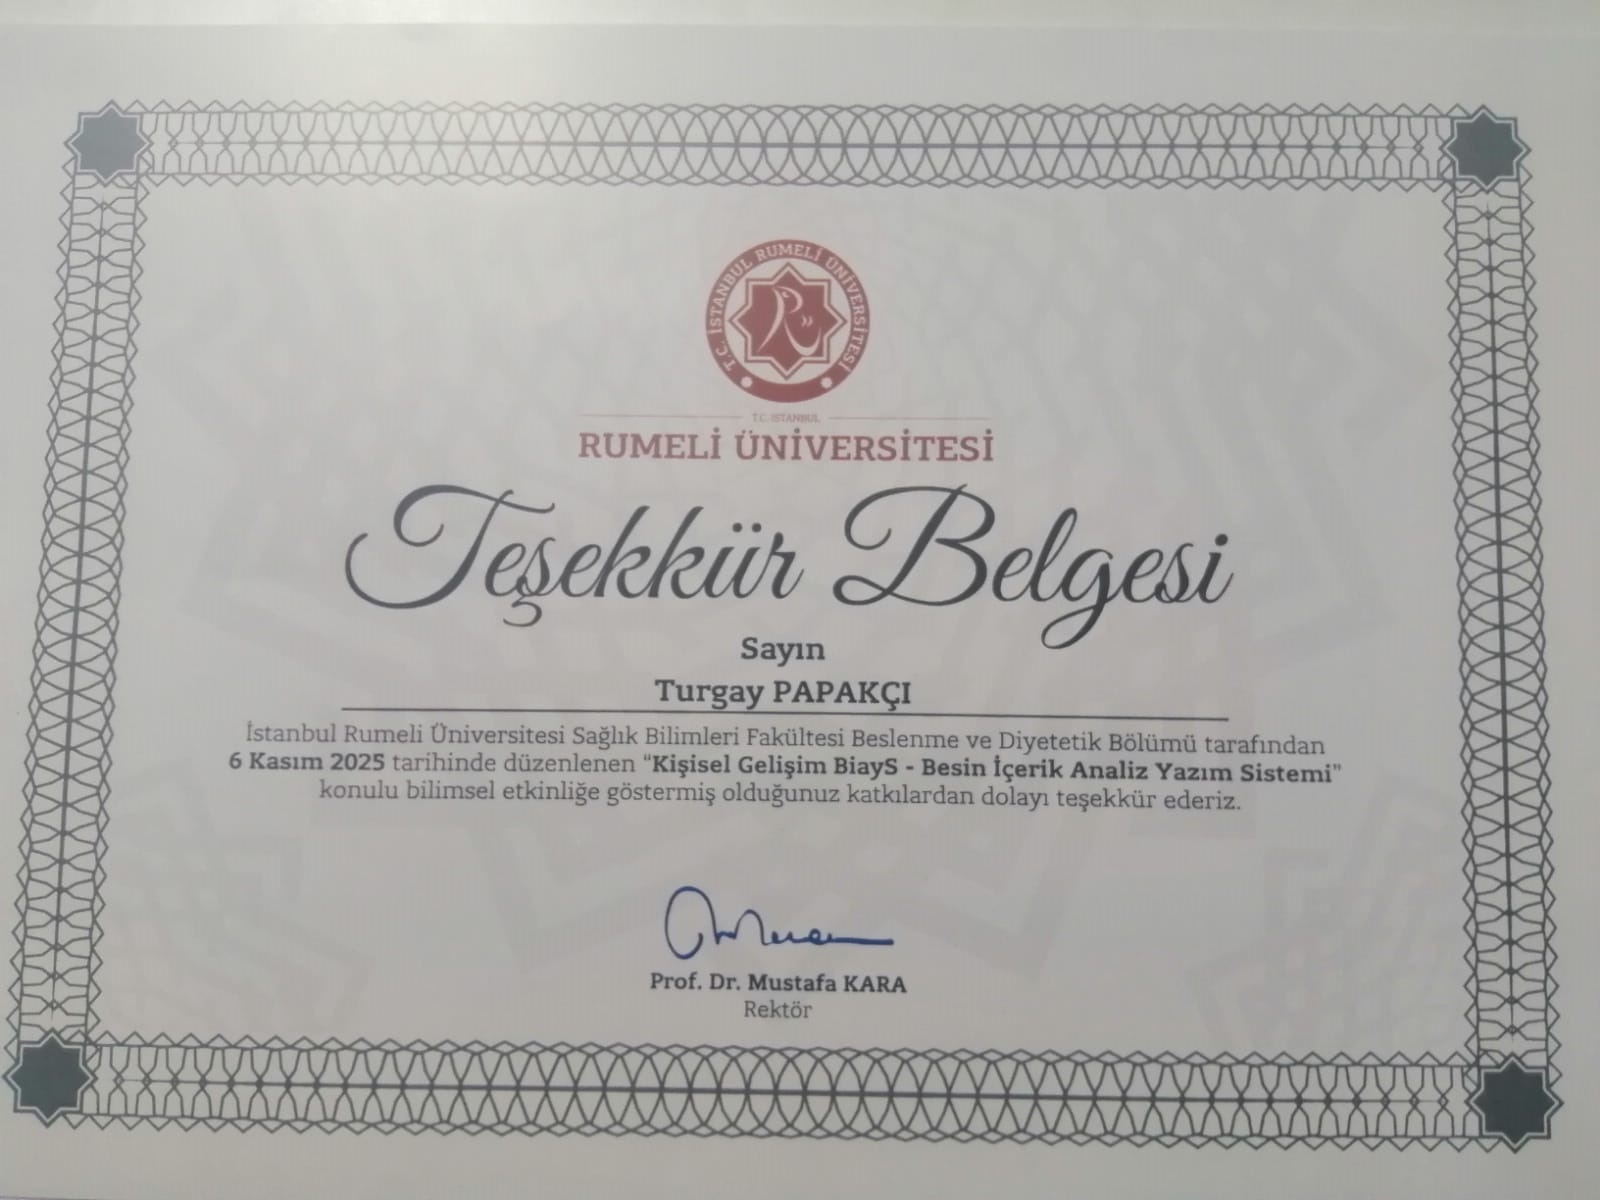 T.C. İSTANBUL RUMELİ ÜNİVERSİTESİ
T.C. İSTANBUL
RUMELİ ÜNİVERSİTESİ
Teşekkür Belgesi
Sayın
Turgay PAPAKÇI
İstanbul Rumeli Üniversitesi Sağlık Bilimleri Fakültesi Beslenme ve Diyetetik Bölümü tarafından
6 Kasım 2025 tarihinde düzenlenen "Kişisel Gelişim BiayS - Besin İçerik Analiz Yazım Sistemi"
konulu bilimsel etkinliğe göstermiş olduğunuz katkılardan dolayı teşekkür ederiz.
Prof. Dr. Mustafa KARA
Rektör